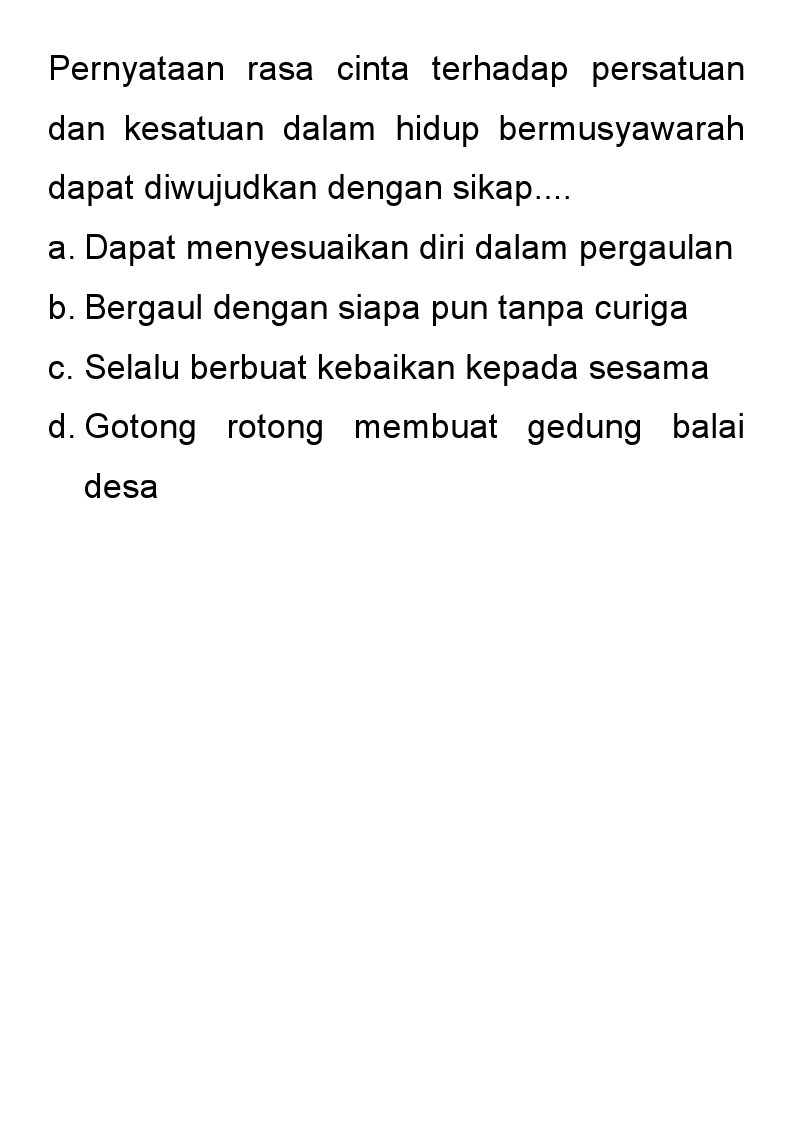 Pernyataan rasa cinta terhadap persatuan
dan kesatuan dalam hidup bermusyawarah
dapat diwujudkan dengan sikap....
a. Dapat menyesuaikan diri dalam pergaulan
b. Bergaul dengan siapa pun tanpa curiga
c. Selalu berbuat kebaikan kepada sesama
d. Gotong rotong membuat gedung balai
desa